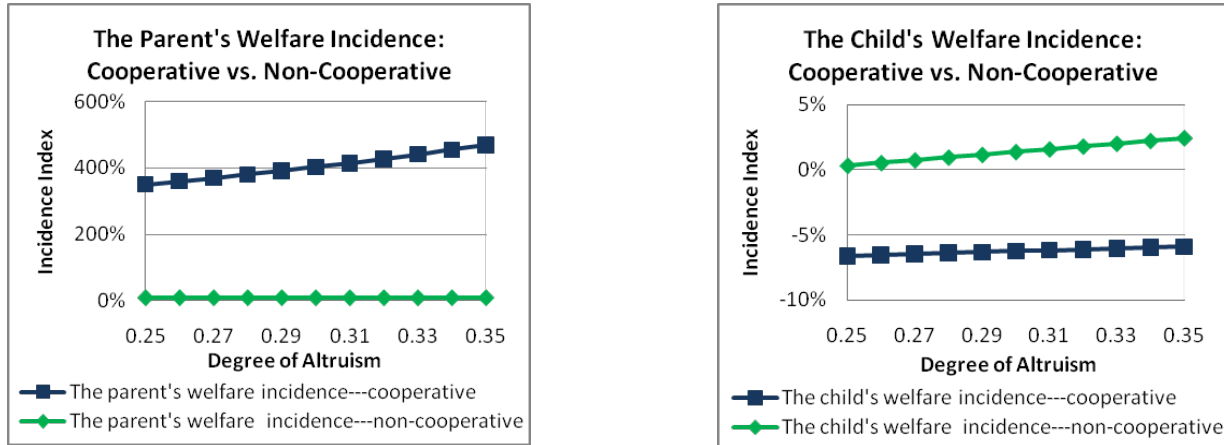 The Parent's Welfare Incidence:
Cooperative vs. Non-Cooperative
600%
400%
200%
0%
Incidence Index
0.25 0.27 0.29 0.31 0.33 0.35
Degree of Altruism
The parent's welfare incidence---cooperative
The parent's welfare incidence---non-cooperative
The Child's Welfare Incidence:
Cooperative vs. Non-Cooperative
5%
0%
-5%
-10%
Incidence Index
0.25 0.27 0.29 0.31 0.33 0.35
Degree of Altruism
The child's welfare incidence---cooperative
The child's welfare incidence---non-cooperative